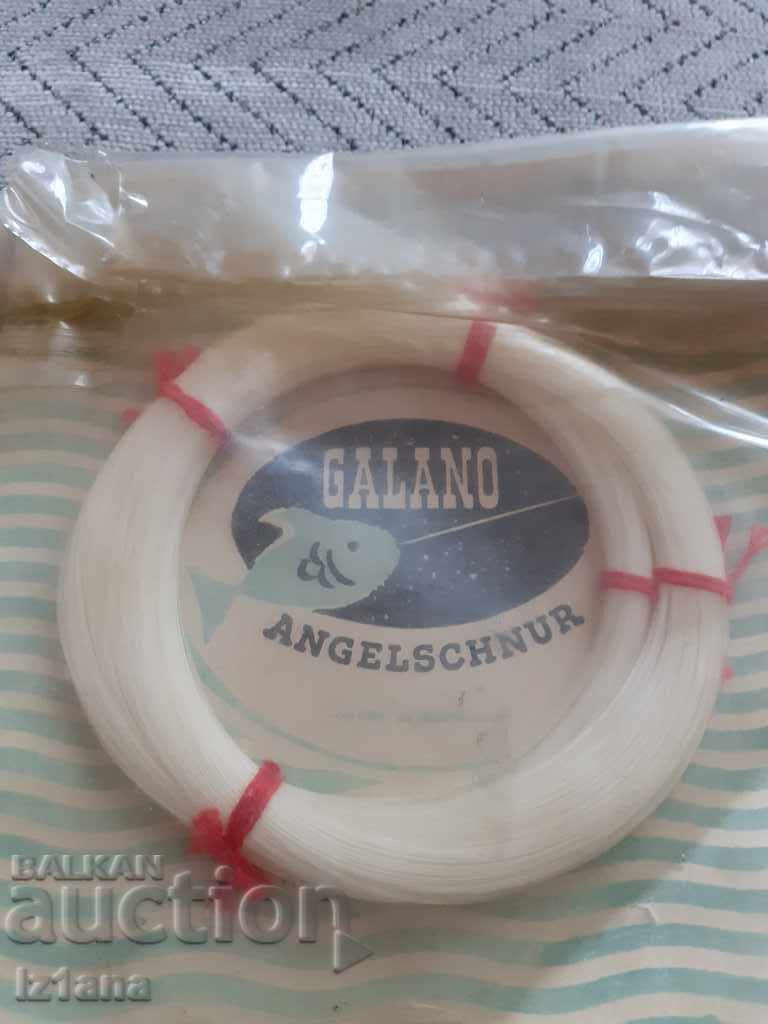 GALANO
ANGELSCHNUR
BALKAN
auction
iz1ana